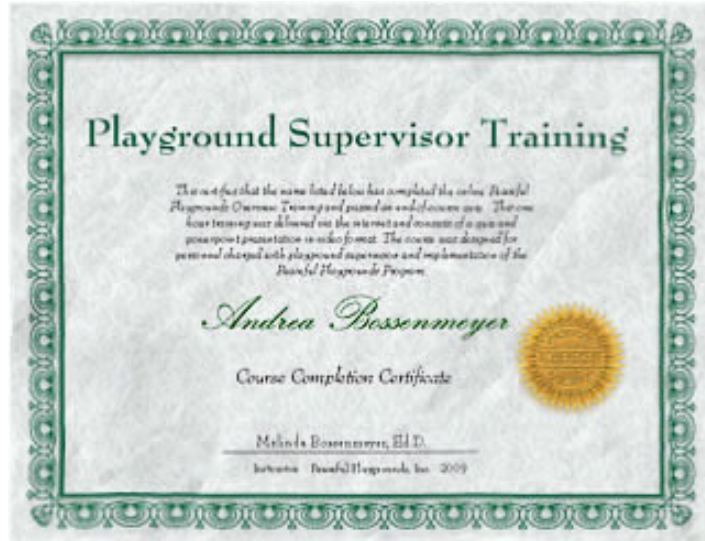 Playground Supervisor Training
This certifies that the name listed below has completed the online Peaceful
Playgrounds Overview Training and passed an end of course quiz. This one
hour training was delivered via the internet and consists of a quiz and
powerpoint presentation in video format. The course was designed for
personnel charged with playground supervision and implementation of the
Peaceful Playgrounds Program.
Andrea Bossenmeyer
Course Completion Certificate
Melinda Bossenmeyer, Ed.D.
Instructor Peaceful Playgrounds, Inc. 2009